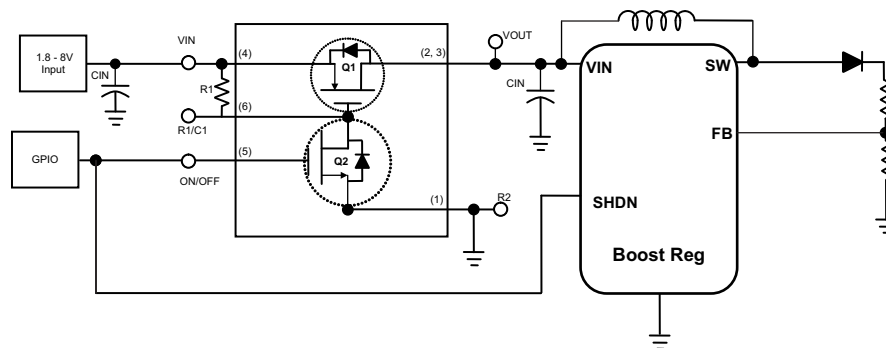 1.8 - 8V
Input
CIN
VIN
(4)
R1
(6)
R1/C1
GPIO
(5)
ON/OFF
Q1
Q2
(2, 3)
(1)
R2
VOUT
CIN
VIN
SW
FB
SHDN
Boost Reg